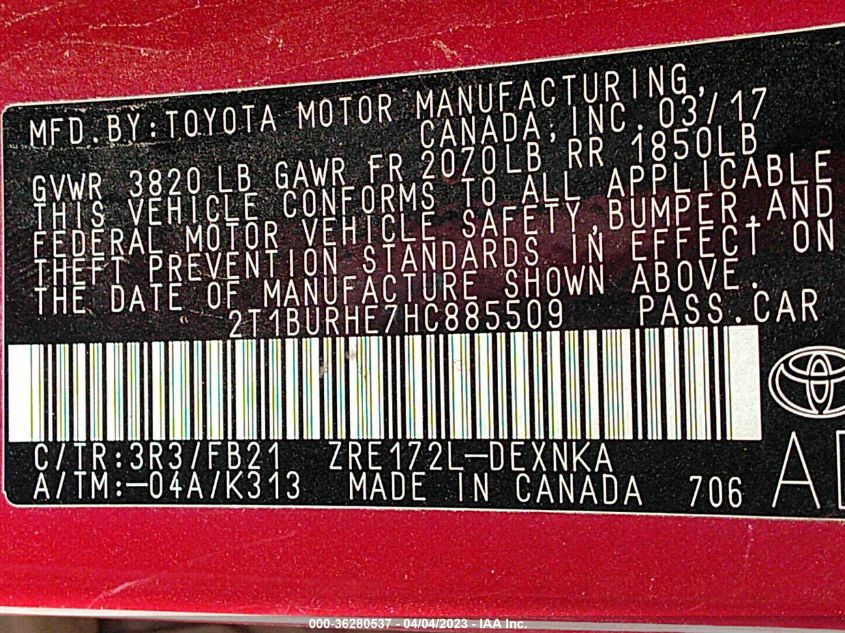 MFD.BY:TOYOTA MOTOR MANUFACTURING,
CANADA, INC. 03/17
GVWR 3820 LB GAWR FR 2070LB RR 1850LB
THIS VEHICLE CONFORMS TO ALL APPLICABLE
FEDERAL MOTOR VEHICLE SAFETY,BUMPER,AND
THEFT PREVENTION STANDARDS IN EFFECT ON
THE DATE OF MANUFACTURE SHOWN ABOVE.
2T1BURHE7HC885509 PASS.CAR
C/TR:3R3/FB21 ZRE172L-DEXNKA
A/TM:-04A/K313 MADE IN CANADA 706
A
000-36280537 - 04/04/2023 - IAA Inc.